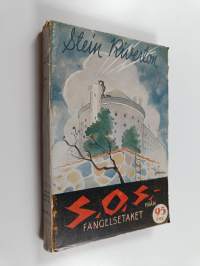 Stein Riverton
S.O.S.-
FRÅN
FÄNGELSETAKET
95